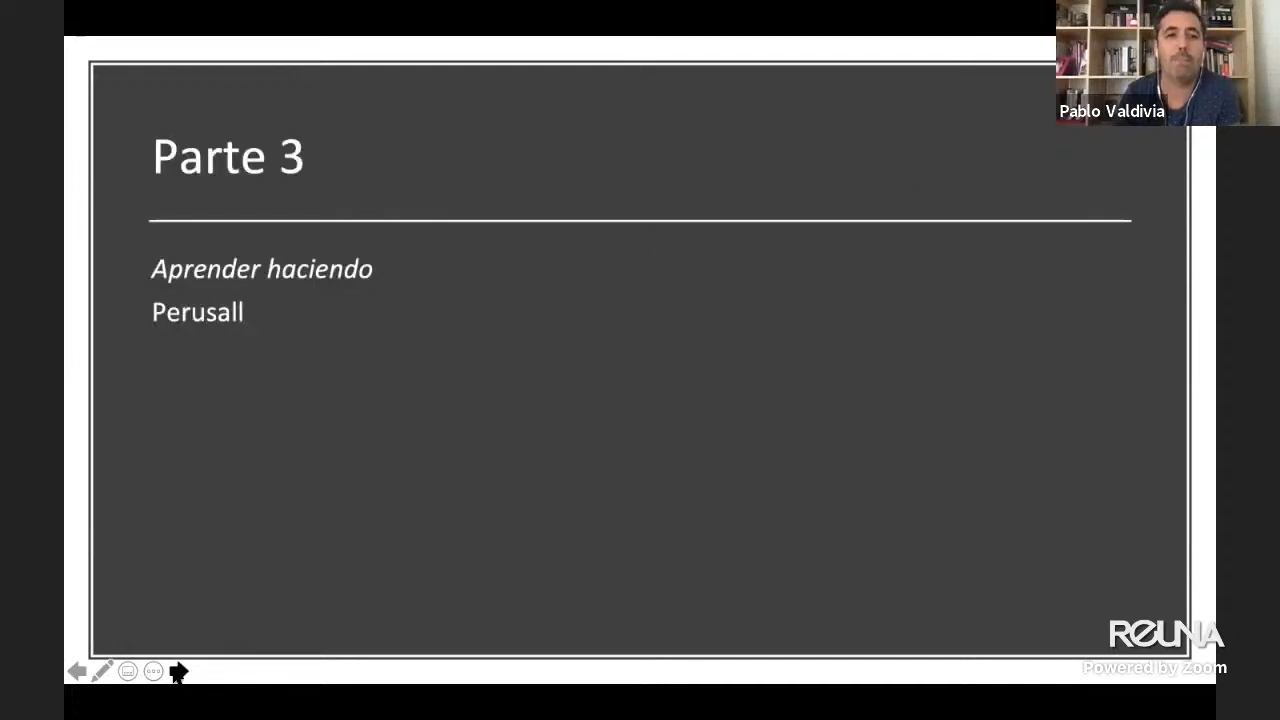 Pablo Valdivia
Parte 3
Aprender haciendo
Perusall
REUNA
Powered by Zoom